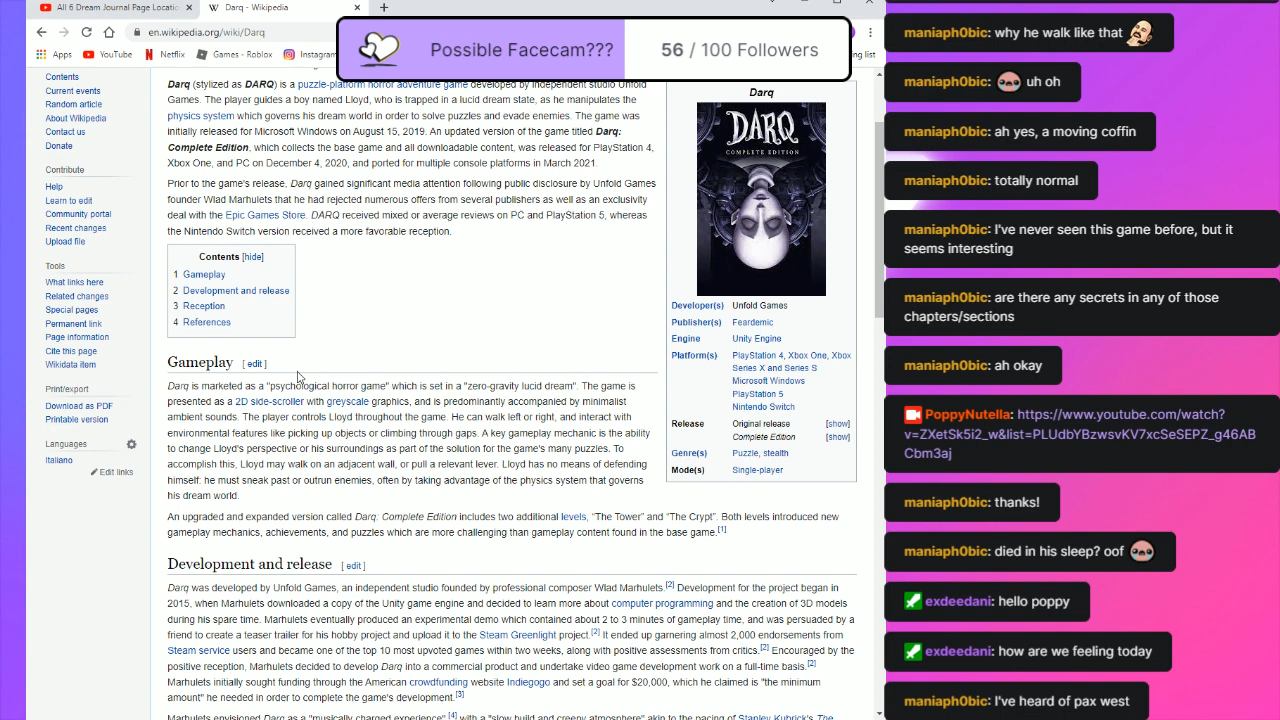 All 6 Dream Journal Page Locatio
Darq - Wikipedia
en.wikipedia.org/wiki/Darq
Apps
YouTube
Netflix
Games - Roblox
Instagram
Possible Facecam???
56 / 100 Followers
Contents
Current events
Random article
About Wikipedia
Contact us
Donate
Contribute
Help
Learn to edit
Community portal
Recent changes
Upload file
Tools
What links here
Related changes
Special pages
Permanent link
Page information
Cite this page
Wikidata item
Print/export
Download as PDF
Printable version
Languages
Italiano
Edit links
Darq (stylized as DARQ) is a puzzle-platform horror adventure game developed by independent studio Unfold
Games. The player guides a boy named Lloyd, who is trapped in a lucid dream state, as he manipulates the
physics system which governs his dream world in order to solve puzzles and evade enemies. The game was
initially released for Microsoft Windows on August 15, 2019. An updated version of the game titled Darq:
Complete Edition, which collects the base game and all downloadable content, was released for PlayStation 4,
Xbox One, and PC on December 4, 2020, and ported for multiple console platforms in March 2021.
Prior to the game's release, Darq gained significant media attention following public disclosure by Unfold Games
founder Wlad Marhulets that he had rejected numerous offers from several publishers as well as an exclusivity
deal with the Epic Games Store. DARQ received mixed or average reviews on PC and PlayStation 5, whereas
the Nintendo Switch version received a more favorable reception.
Contents [hide]
1 Gameplay
2 Development and release
3 Reception
4 References
Darq
DARQ
COMPLETE EDITION
Developer(s) Unfold Games
Publisher(s) Feardemic
Engine Unity Engine
Platform(s) PlayStation 4, Xbox One, Xbox
Series X and Series S
Microsoft Windows
PlayStation 5
Nintendo Switch
Release Original release [show]
Complete Edition [show]
Genre(s) Puzzle, stealth
Mode(s) Single-player
Gameplay [ edit ]
Darq is marketed as a "psychological horror game" which is set in a "zero-gravity lucid dream". The game is
presented as a 2D side-scroller with greyscale graphics, and is predominantly accompanied by minimalist
ambient sounds. The player controls Lloyd throughout the game. He can walk left or right, and interact with
environmental features like picking up objects or climbing through gaps. A key gameplay mechanic is the ability
to change Lloyd's perspective or his surroundings as part of the solution for the game's many puzzles. To
accomplish this, Lloyd may walk on an adjacent wall, or pull a relevant lever. Lloyd has no means of defending
himself: he must sneak past or outrun enemies, often by taking advantage of the physics system that governs
his dream world.
An upgraded and expanded version called Darq: Complete Edition includes two additional levels, “The Tower” and “The Crypt”. Both levels introduced new
gameplay mechanics, achievements, and puzzles which are more challenging than gameplay content found in the base game.[1]
Development and release [ edit ]
Darq was developed by Unfold Games, an independent studio founded by professional composer Wlad Marhulets.[2] Development for the project began in
2015, when Marhulets downloaded a copy of the Unity game engine and decided to learn more about computer programming and the creation of 3D models
during his spare time. Marhulets eventually produced an experimental demo which contained about 2 to 3 minutes of gameplay time, and was persuaded by a
friend to create a teaser trailer for his hobby project and upload it to the Steam Greenlight project.[2] It ended up garnering almost 2,000 endorsements from
Steam service users and became one of the top 10 most upvoted games within two weeks, along with positive assessments from critics.[2] Encouraged by the
positive reception, Marhulets decided to develop Darq into a commercial product and undertake video game development work on a full-time basis.[2]
Marhulets initially sought funding through the American crowdfunding website Indiegogo and set a goal for $20,000, which he claimed is "the minimum
amount" he needed in order to complete the game's development.[3]
Marhulets envisioned Darq as a "musically charged experience",[4] with a "slow build and creepy atmosphere" akin to the pacing of Stanley Kubrick's The
maniaph0bic: why he walk like that
maniaph0bic: uh oh
maniaph0bic: ah yes, a moving coffin
maniaph0bic: totally normal
maniaph0bic: I've never seen this game before, but it
seems interesting
maniaph0bic: are there any secrets in any of those
chapters/sections
maniaph0bic: ah okay
PoppyNutella: https://www.youtube.com/watch?
v=ZXetSk5i2_w&list=PLUdbYBzwsvKV7xcSeSEPZ_g46AB
Cbm3aj
maniaph0bic: thanks!
maniaph0bic: died in his sleep? oof
exdeedani: hello poppy
exdeedani: how are we feeling today
maniaph0bic: I've heard of pax west